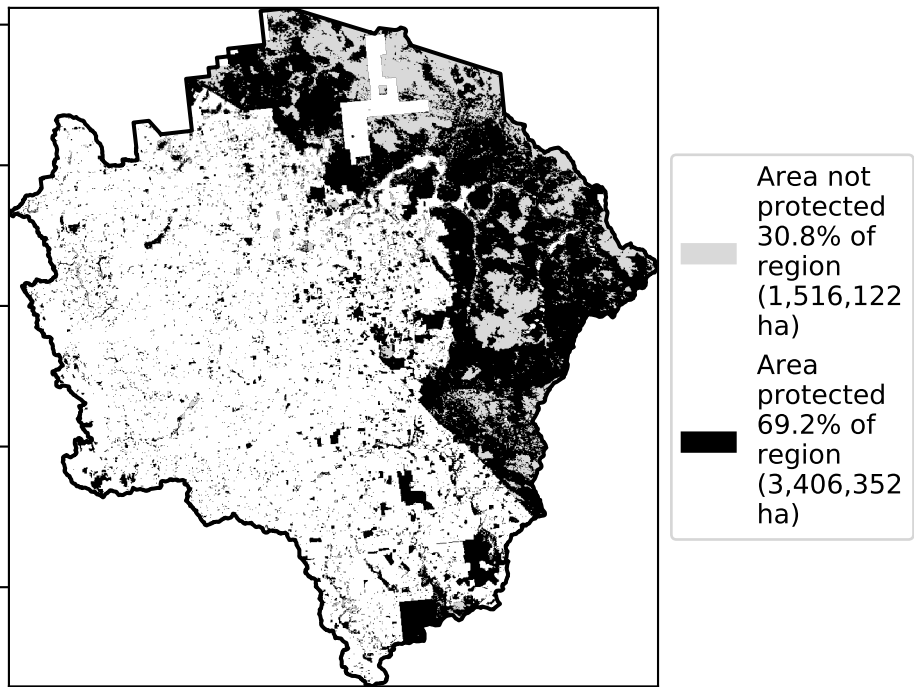 Area not
protected
30.8% of
region
(1,516,122
ha)
Area
protected
69.2% of
region
(3,406,352
ha)